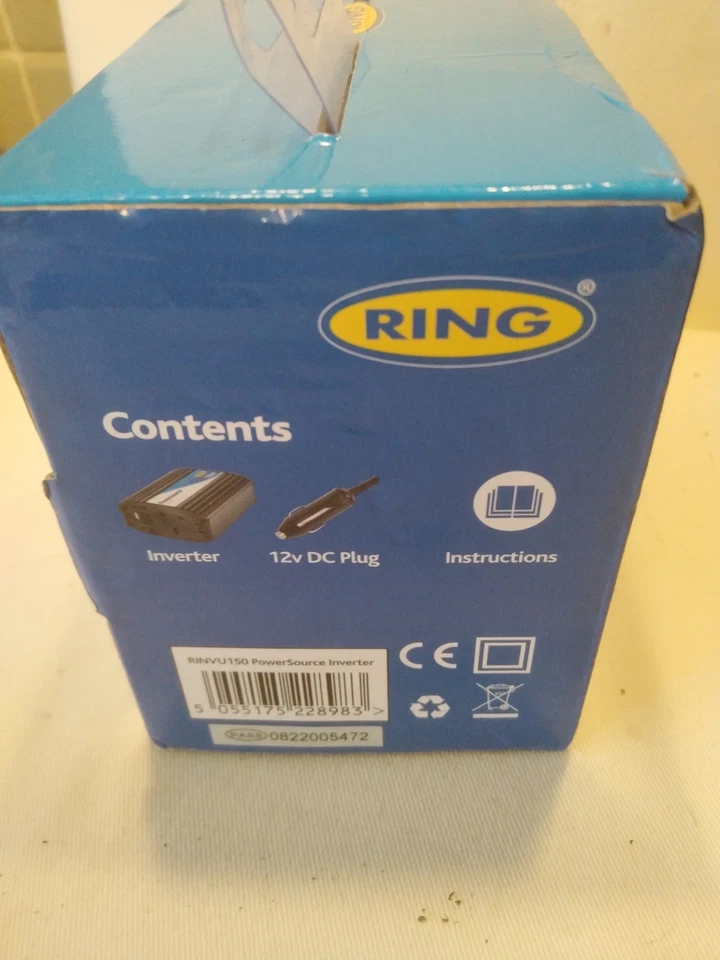 RING®
Contents
Inverter
12v DC Plug
Instructions
RINVU150 PowerSource Inverter
CE
5 055175 228983 >
PASS 0822005472